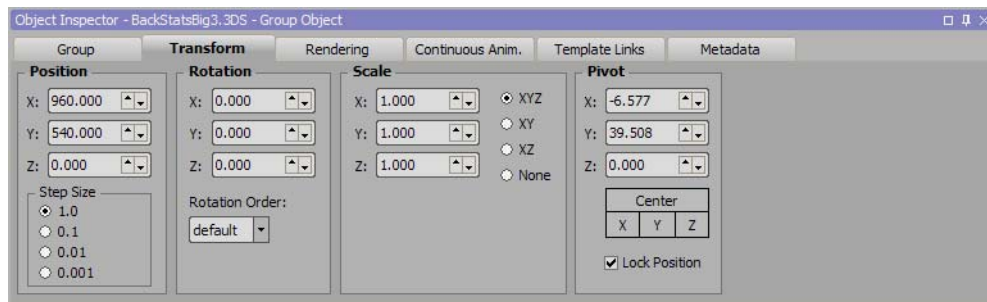 Object Inspector - BackStatsBig3.3DS - Group Object
Group Transform Rendering Continuous Anim. Template Links Metadata
Position Rotation Scale Pivot
X: 960.000 X: 0.000 X: 1.000 XYZ X: -6.577
Y: 540.000 Y: 0.000 Y: 1.000 XY Y: 39.508
XZ
Z: 0.000 Z: 0.000 Z: 1.000 None Z: 0.000
Step Size Rotation Order: Center
1.0 default X Y Z
0.1
0.01 Lock Position
0.001